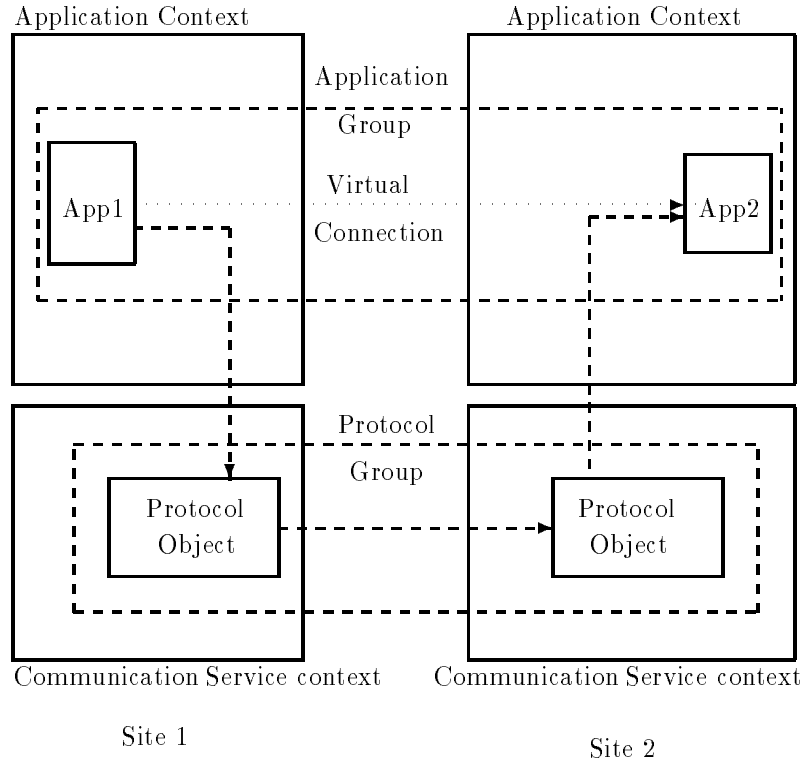 Application Context
Application Context
Application
Group
App1
Virtual
App2
Connection
Protocol
Group
Protocol
Object
Protocol
Object
Communication Service context
Communication Service context
Site 1
Site 2